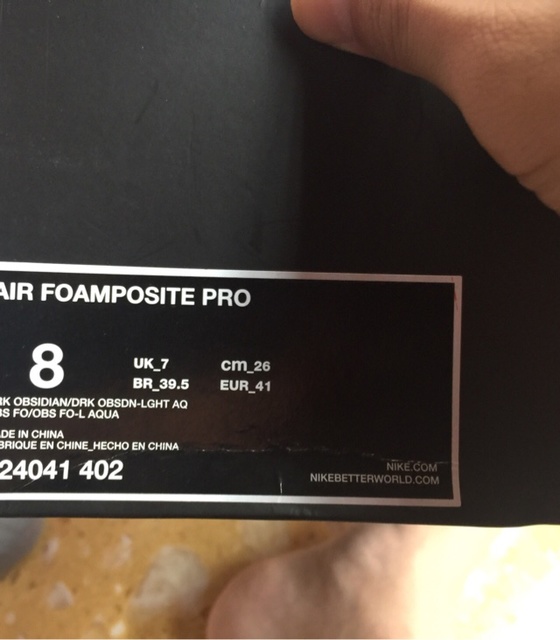 AIR FOAMPOSITE PRO
8
UK_7 cm_26
BR_39.5 EUR_41
RK OBSIDIAN/DRK OBSDN-LGHT AQ
BS FO/OBS FO-L AQUA
DE IN CHINA
BRIQUE EN CHINE_HECHO EN CHINA
24041 402
NIKE.COM
NIKEBETTERWORLD.COM